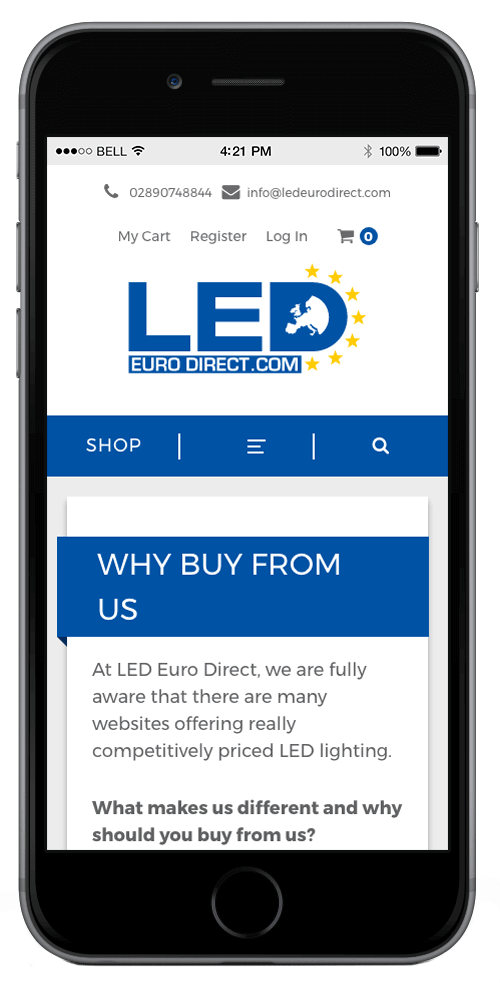 BELL 4:21 PM 100%
02890748844 info@ledeurodirect.com
My Cart Register Log In 0
LED
EURO DIRECT.COM
SHOP
WHY BUY FROM
US
At LED Euro Direct, we are fully
aware that there are many
websites offering really
competitively priced LED lighting.
What makes us different and why
should you buy from us?